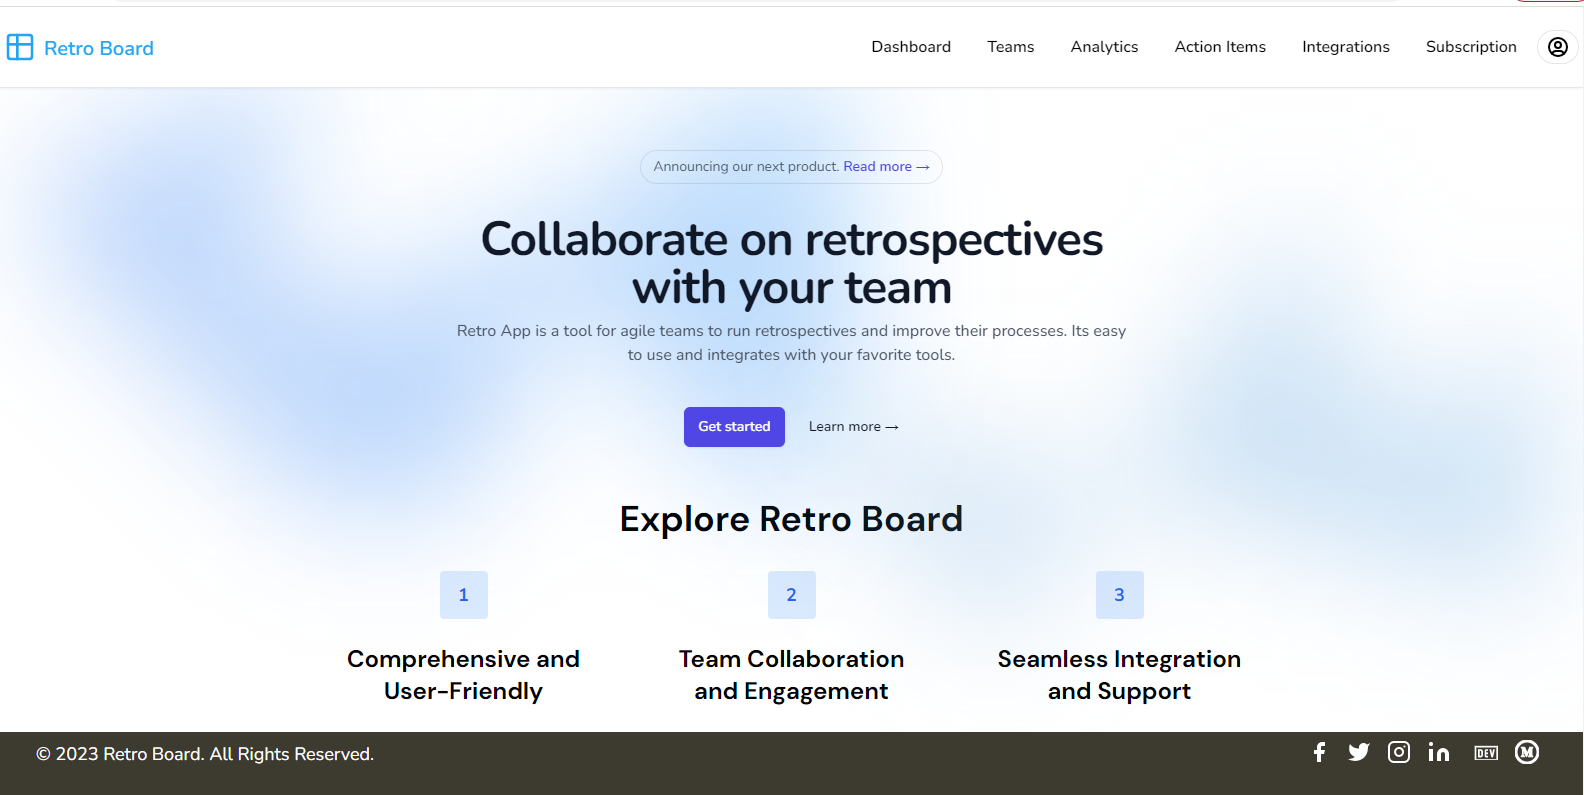 Retro Board
Dashboard Teams Analytics Action Items Integrations Subscription
Announcing our next product. Read more →
Collaborate on retrospectives
with your team
Retro App is a tool for agile teams to run retrospectives and improve their processes. Its easy
to use and integrates with your favorite tools.
Get started Learn more →
Explore Retro Board
1 2 3
Comprehensive and Team Collaboration Seamless Integration
User-Friendly and Engagement and Support
© 2023 Retro Board. All Rights Reserved. DEV M